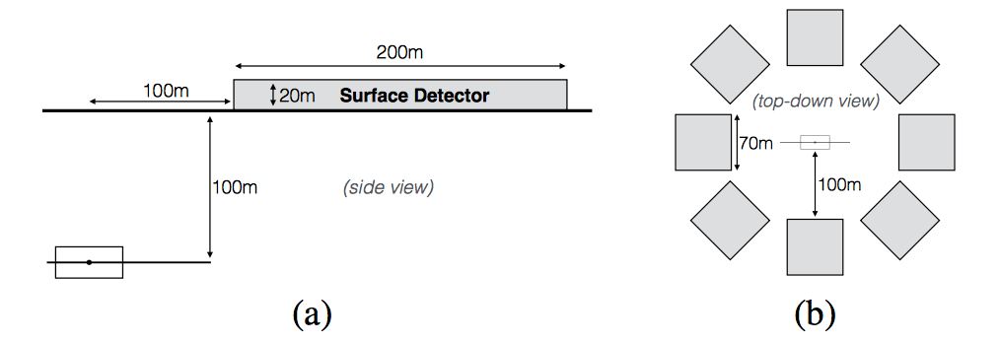 200m
100m
20m
Surface Detector
100m
(side view)
(a)
(top-down view)
70m
100m
(b)